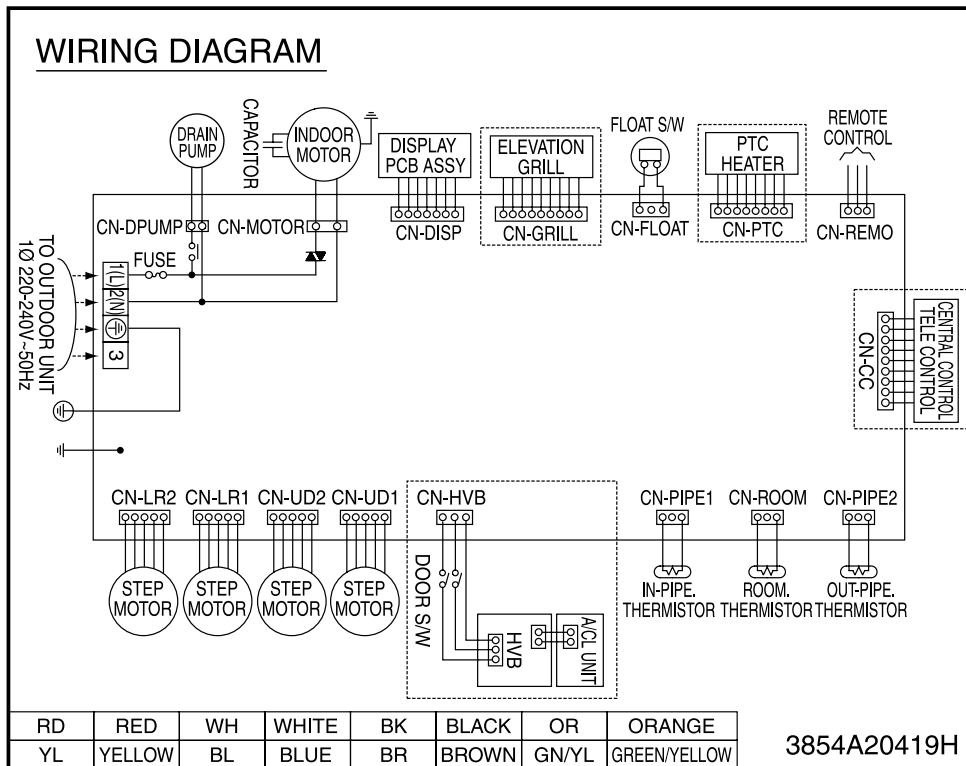 WIRING DIAGRAM
DRAIN
PUMP
CAPACITOR
INDOOR
MOTOR
DISPLAY
PCB ASSY
ELEVATION
GRILL
FLOAT S/W
PTC
HEATER
REMOTE
CONTROL
CN-DPUMP
CN-MOTOR
CN-DISP
CN-GRILL
CN-FLOAT
CN-PTC
CN-REMO
TO OUTDOOR UNIT
1Ø 220-240V~50Hz
1(L)
2(N)
3
FUSE
CN-CC
CENTRAL CONTROL
TELE CONTROL
CN-LR2
CN-LR1
CN-UD2
CN-UD1
CN-HVB
CN-PIPE1
CN-ROOM
CN-PIPE2
STEP
MOTOR
STEP
MOTOR
STEP
MOTOR
STEP
MOTOR
DOOR S/W
HVB
A/CL UNIT
IN-PIPE.
THERMISTOR
ROOM.
THERMISTOR
OUT-PIPE.
THERMISTOR
RD RED WH WHITE BK BLACK OR ORANGE
YL YELLOW BL BLUE BR BROWN GN/YL GREEN/YELLOW
3854A20419H